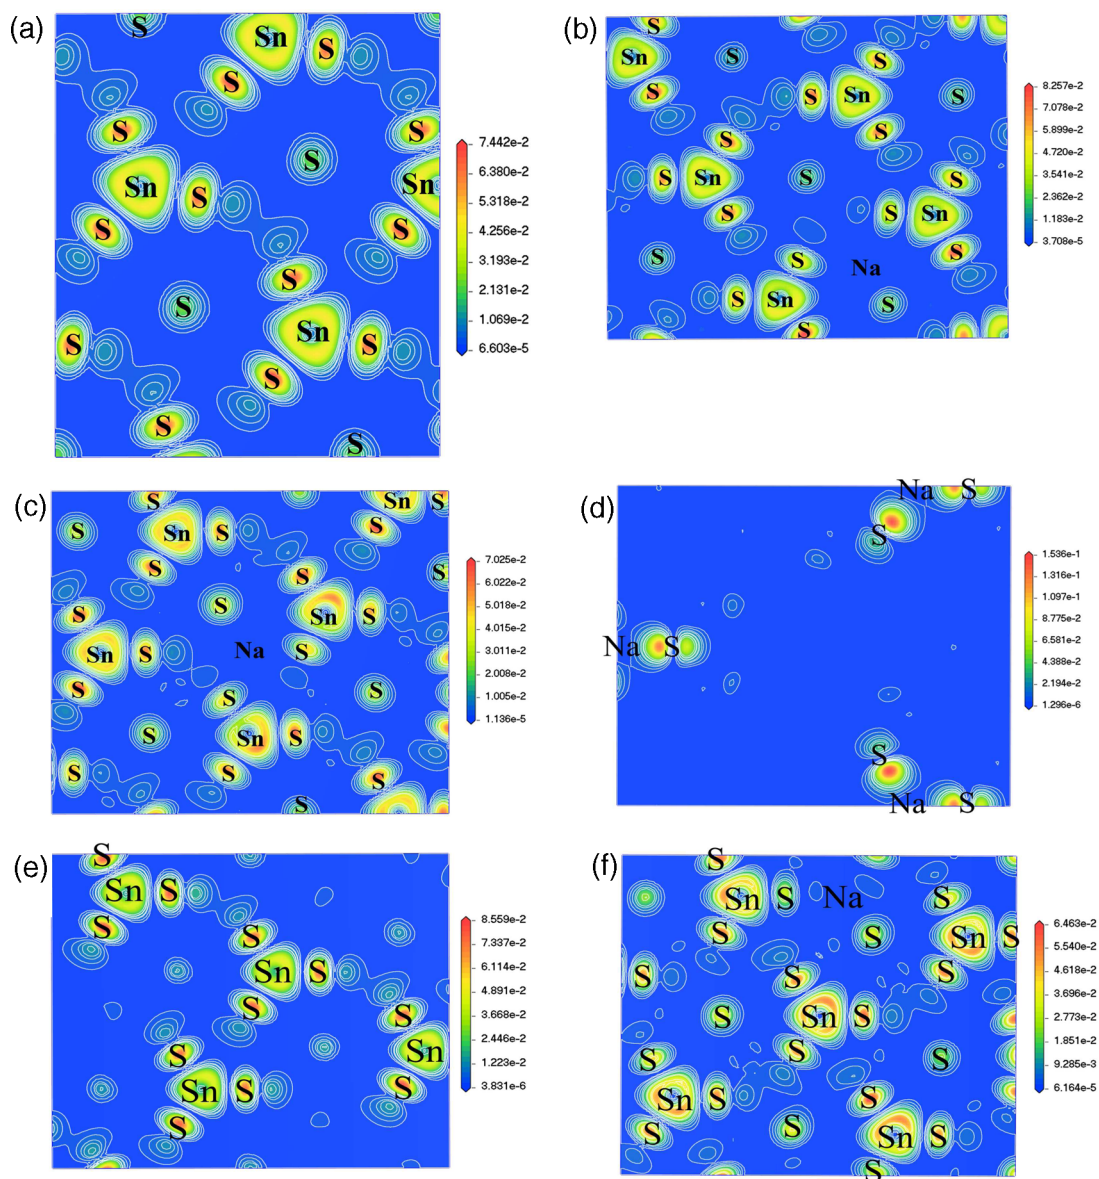 (a)
S
Sn
S
S
S
S
S
Sn
Sn
S
S
S
S
S
Sn
S
S
S
S
S
7.442e-2
6.380e-2
5.318e-2
4.256e-2
3.193e-2
2.131e-2
1.069e-2
6.603e-5
(b)
S
Sn
S
S
S
S
Sn
S
S
S
S
S
Sn
S
S
S
S
Sn
S
S
S
S
Na
S
Sn
S
S
8.257e-2
7.078e-2
5.899e-2
4.720e-2
3.541e-2
2.362e-2
1.183e-2
3.708e-5
(c)
S
Sn
S
S
Sn
S
S
S
S
S
S
S
S
Sn
S
Sn
S
Na
S
S
S
S
S
Sn
S
S
S
S
S
7.025e-2
6.022e-2
5.018e-2
4.015e-2
3.011e-2
2.008e-2
1.005e-2
1.136e-5
(d)
Na
S
S
Na
S
S
Na
S
1.536e-1
1.316e-1
1.097e-1
8.775e-2
6.581e-2
4.388e-2
2.194e-2
1.296e-6
(e)
S
Sn
S
S
S
Sn
S
S
S
Sn
S
Sn
S
S
S
8.559e-2
7.337e-2
6.114e-2
4.891e-2
3.668e-2
2.446e-2
1.223e-2
3.831e-6
(f)
S
Sn
S
Na
S
S
S
Sn
S
S
S
S
S
Sn
S
S
S
S
Sn
S
S
S
S
Sn
S
S
6.463e-2
5.540e-2
4.618e-2
3.696e-2
2.773e-2
1.851e-2
9.285e-3
6.164e-5